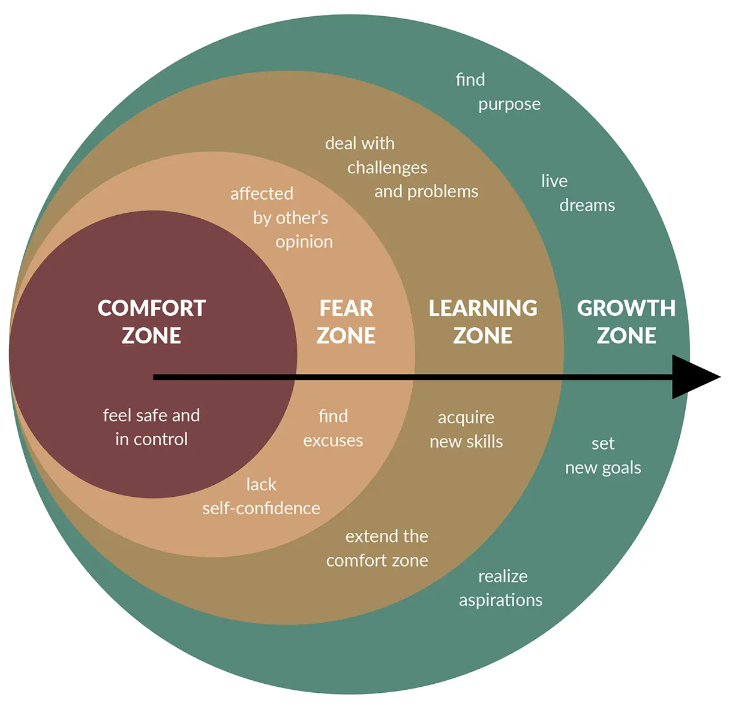 find
purpose
deal with
challenges
and problems
live
dreams
affected
by other's
opinion
COMFORT
ZONE
FEAR
ZONE
LEARNING
ZONE
GROWTH
ZONE
feel safe and
in control
find
excuses
acquire
new skills
set
new goals
lack
self-confidence
extend the
comfort zone
realize
aspirations